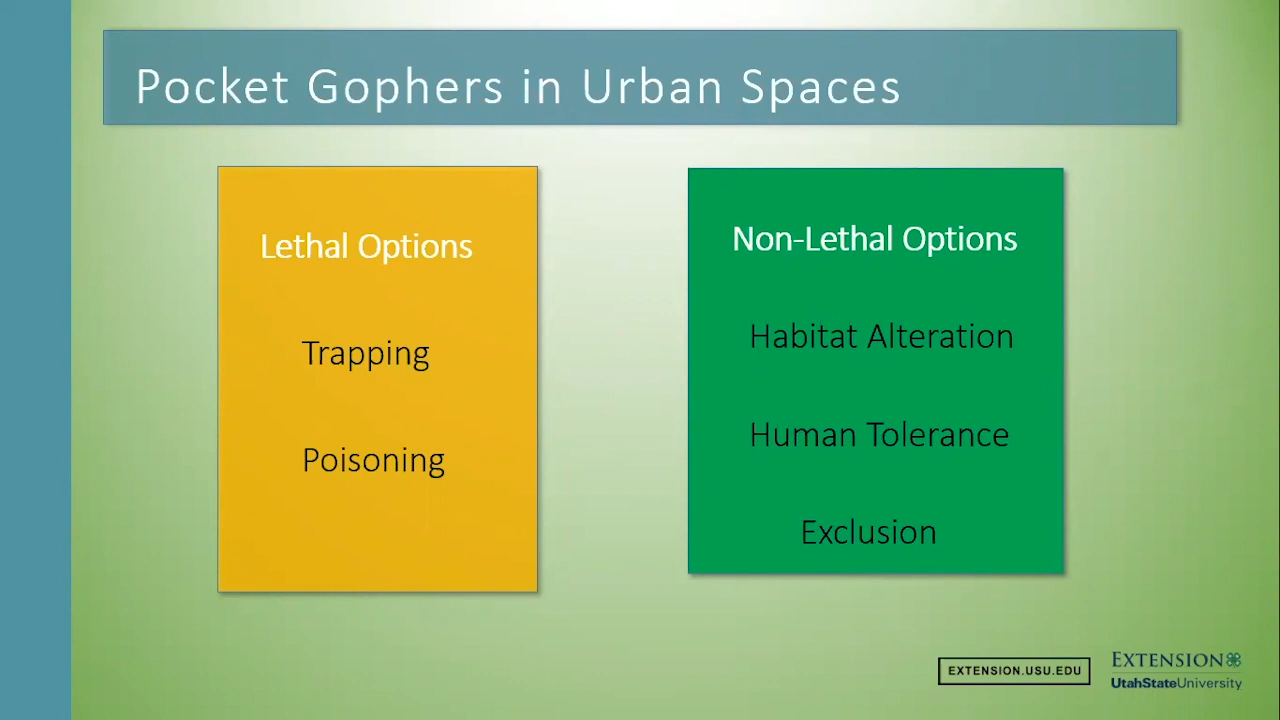 Pocket Gophers in Urban Spaces
Lethal Options
Trapping
Poisoning
Non-Lethal Options
Habitat Alteration
Human Tolerance
Exclusion
EXTENSION.USU.EDU
EXTENSION
UtahStateUniversity